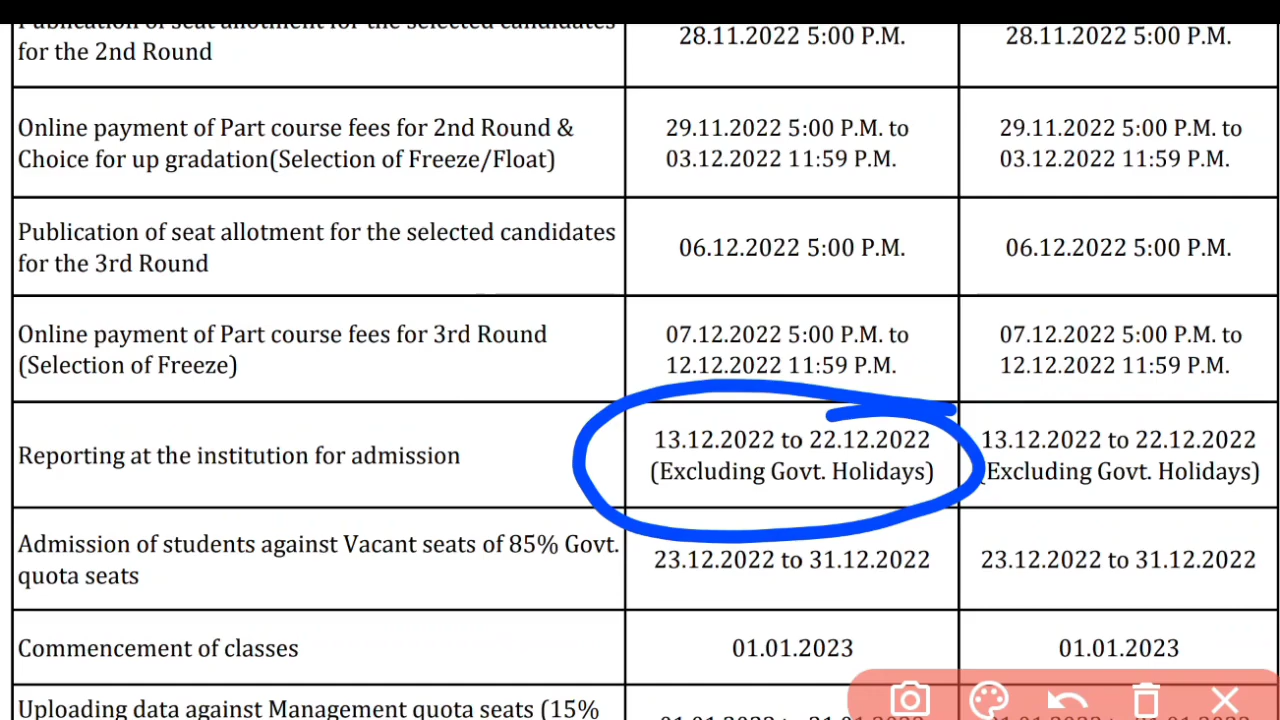 Publication of seat allotment for the selected candidates
for the 2nd Round
28.11.2022 5:00 P.M.
28.11.2022 5:00 P.M.
Online payment of Part course fees for 2nd Round &
Choice for up gradation(Selection of Freeze/Float)
29.11.2022 5:00 P.M. to
03.12.2022 11:59 P.M.
29.11.2022 5:00 P.M. to
03.12.2022 11:59 P.M.
Publication of seat allotment for the selected candidates
for the 3rd Round
06.12.2022 5:00 P.M.
06.12.2022 5:00 P.M.
Online payment of Part course fees for 3rd Round
(Selection of Freeze)
07.12.2022 5:00 P.M. to
12.12.2022 11:59 P.M.
07.12.2022 5:00 P.M. to
12.12.2022 11:59 P.M.
Reporting at the institution for admission
13.12.2022 to 22.12.2022
(Excluding Govt. Holidays)
13.12.2022 to 22.12.2022
(Excluding Govt. Holidays)
Admission of students against Vacant seats of 85% Govt.
quota seats
23.12.2022 to 31.12.2022
23.12.2022 to 31.12.2022
Commencement of classes
01.01.2023
01.01.2023
Uploading data against Management quota seats (15%